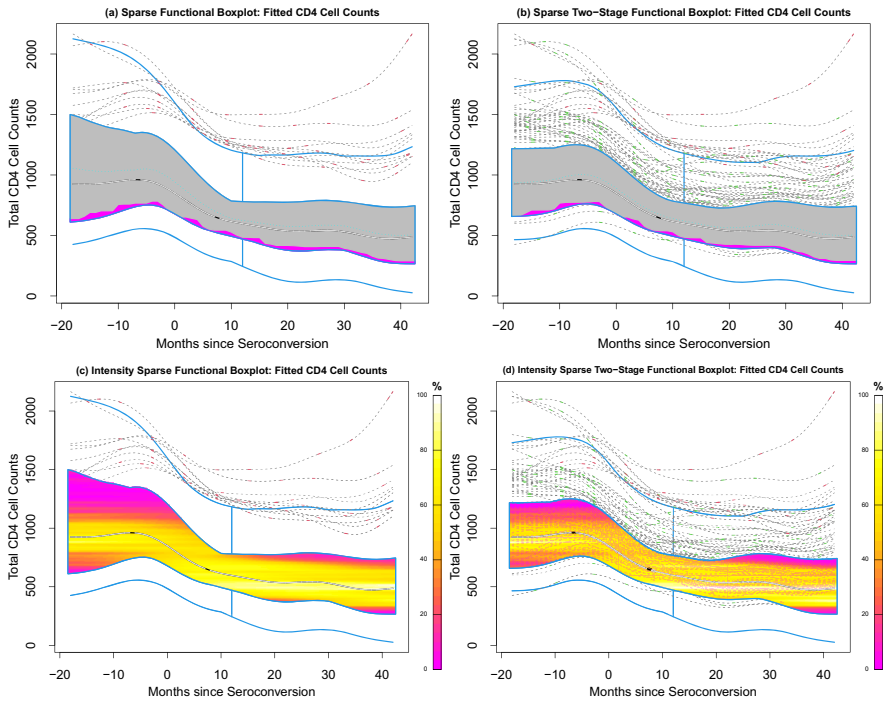 (a) Sparse Functional Boxplot: Fitted CD4 Cell Counts
Total CD4 Cell Counts
2000
1500
1000
500
0
−20 −10 0 10 20 30 40
Months since Seroconversion
(b) Sparse Two−Stage Functional Boxplot: Fitted CD4 Cell Counts
Total CD4 Cell Counts
2000
1500
1000
500
0
−20 −10 0 10 20 30 40
Months since Seroconversion
(c) Intensity Sparse Functional Boxplot: Fitted CD4 Cell Counts
Total CD4 Cell Counts
2000
1500
1000
500
0
−20 −10 0 10 20 30 40
Months since Seroconversion
%
100
80
60
40
20
0
(d) Intensity Sparse Two−Stage Functional Boxplot: Fitted CD4 Cell Counts
Total CD4 Cell Counts
2000
1500
1000
500
0
−20 −10 0 10 20 30 40
Months since Seroconversion
%
100
80
60
40
20
0